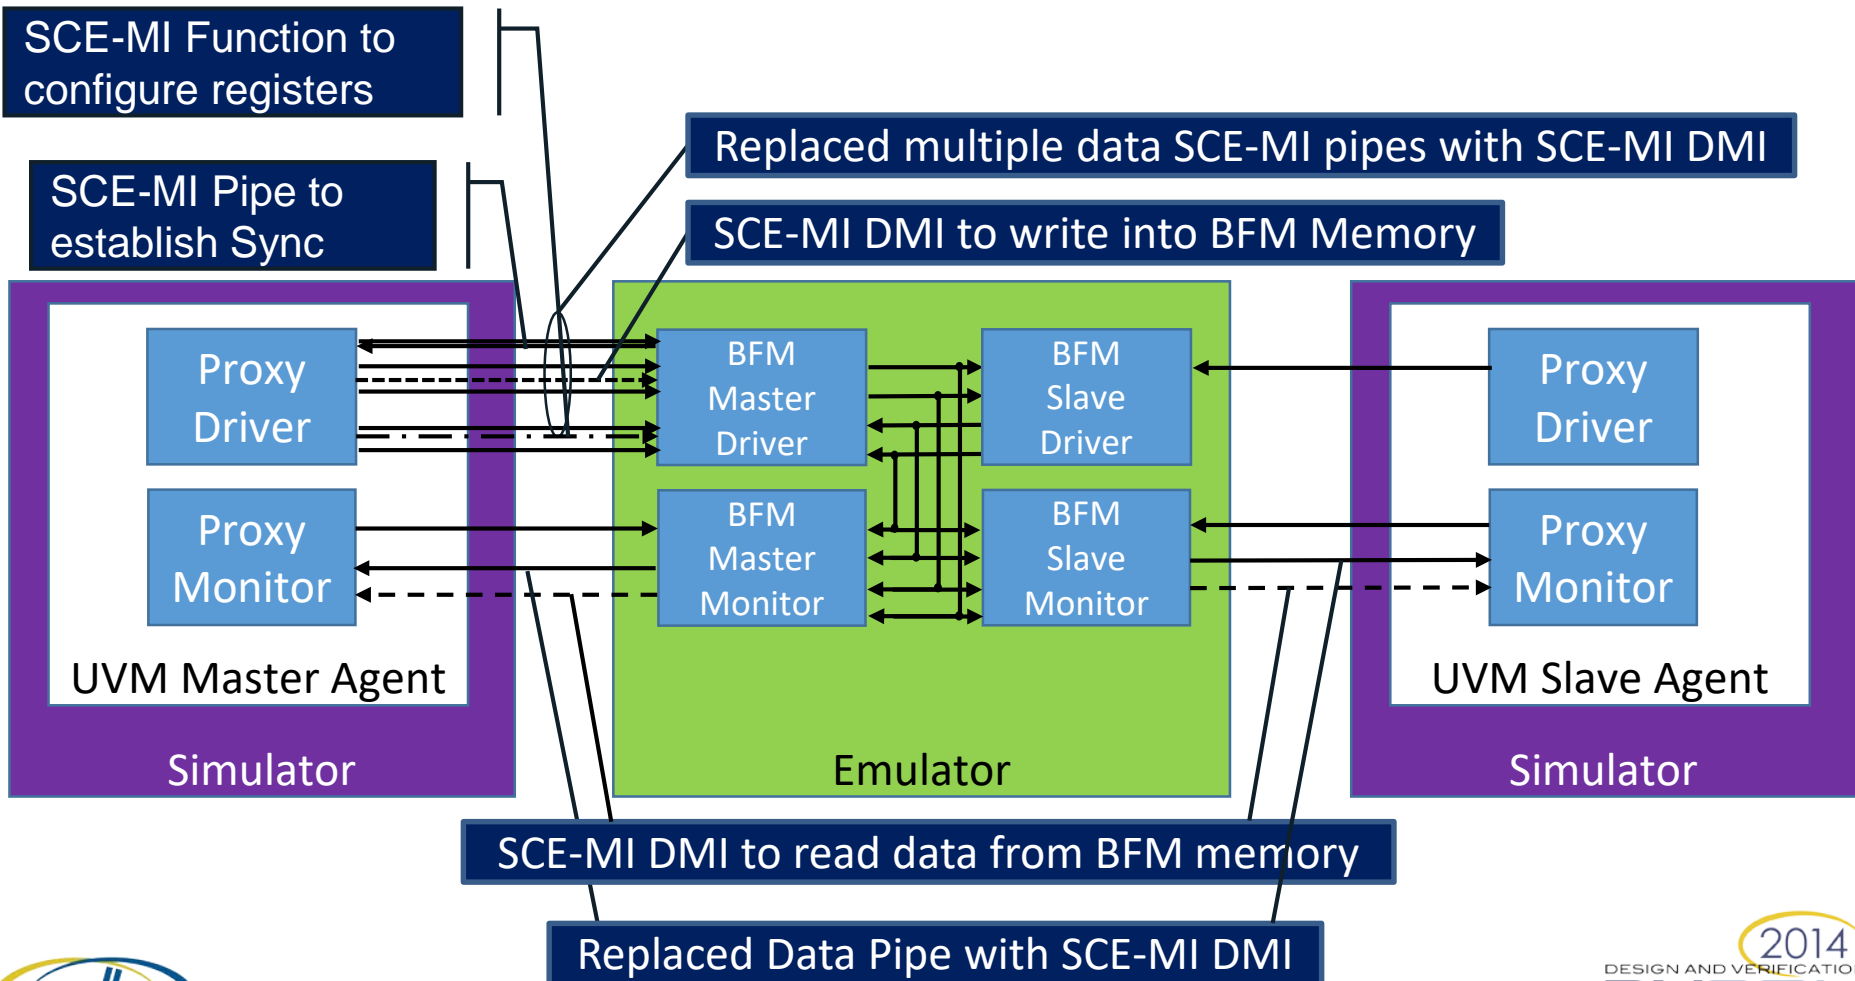 SCE-MI Function to
configure registers
Replaced multiple data SCE-MI pipes with SCE-MI DMI
SCE-MI Pipe to
establish Sync
SCE-MI DMI to write into BFM Memory
Proxy
Driver
BFM
Master
Driver
BFM
Slave
Driver
Proxy
Driver
Proxy
Monitor
BFM
Master
Monitor
BFM
Slave
Monitor
Proxy
Monitor
UVM Master Agent
UVM Slave Agent
Simulator
Emulator
Simulator
SCE-MI DMI to read data from BFM memory
Replaced Data Pipe with SCE-MI DMI
2014
DESIGN AND